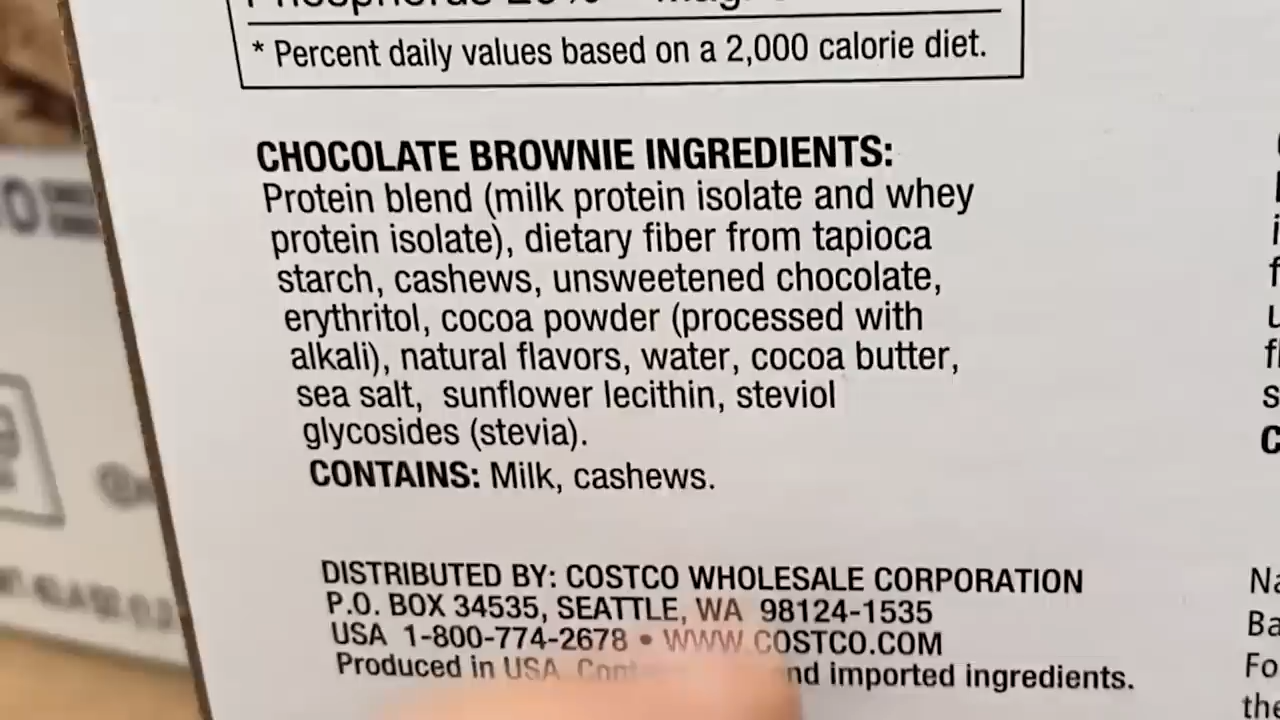 * Percent daily values based on a 2,000 calorie diet.
CHOCOLATE BROWNIE INGREDIENTS:
Protein blend (milk protein isolate and whey
protein isolate), dietary fiber from tapioca
starch, cashews, unsweetened chocolate,
erythritol, cocoa powder (processed with
alkali), natural flavors, water, cocoa butter,
sea salt, sunflower lecithin, steviol
glycosides (stevia).
CONTAINS: Milk, cashews.
DISTRIBUTED BY: COSTCO WHOLESALE CORPORATION
P.O. BOX 34535, SEATTLE, WA 98124-1535
USA 1-800-774-2678 • WWW.COSTCO.COM
Produced in USA imported ingredients.